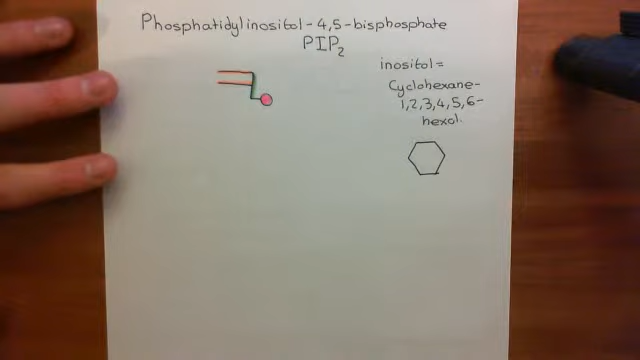 Phosphatidylinositol-4,5-bisphosphate
PIP2
inositol=
Cyclohexane-
1,2,3,4,5,6-
hexol.